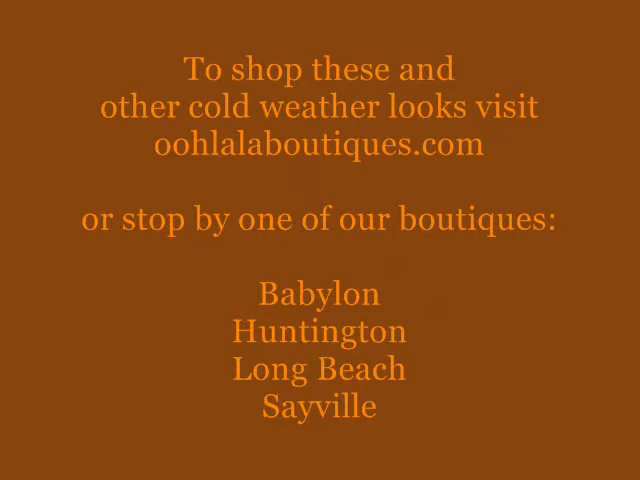 To shop these and
other cold weather looks visit
oohlalaboutiques.com
or stop by one of our boutiques:
Babylon
Huntington
Long Beach
Sayville